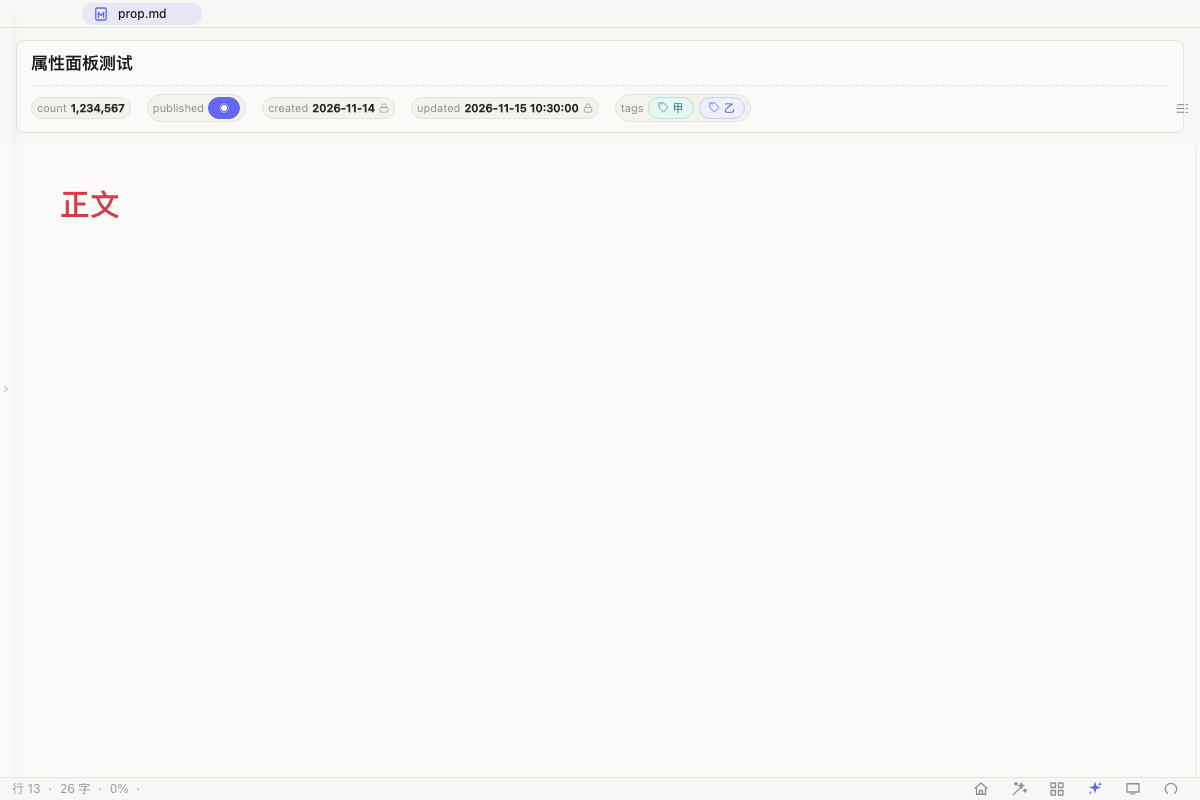 prop.md
属性面板测试
count 1,234,567 published created 2026-11-14 updated 2026-11-15 10:30:00 tags 甲 乙
正文
行 13 · 26 字 · 0% ·